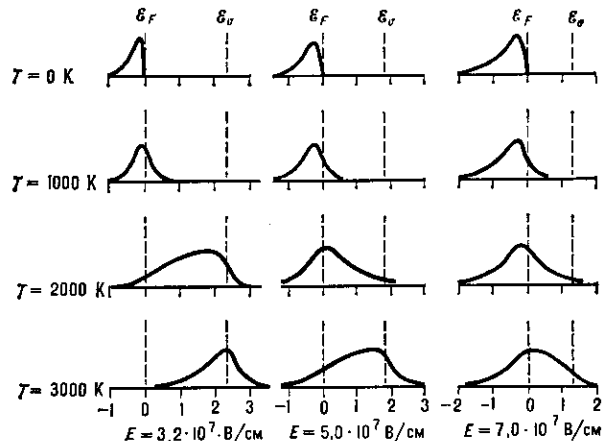 ε_F ε_υ ε_F ε_υ ε_F ε_υ
T = 0 K
T = 1000 K
T = 2000 K
T = 3000 K
−1 0 1 2 3 −1 0 1 2 3 −2 −1 0 1 2
E = 3,2·10⁷ В/см E = 5,0·10⁷ В/см E = 7,0·10⁷ В/см